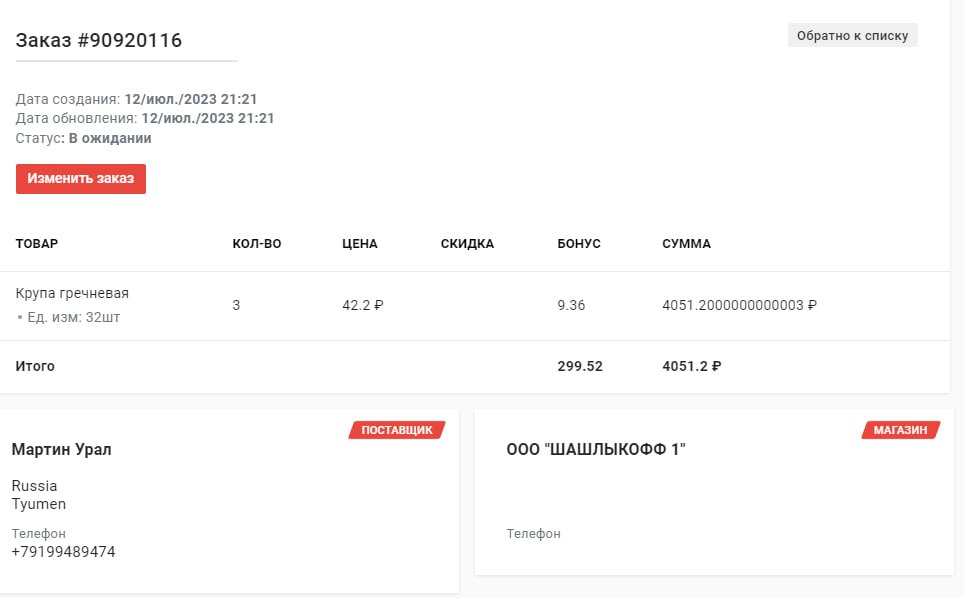 Заказ #90920116
Обратно к списку
Дата создания: 12/июл./2023 21:21
Дата обновления: 12/июл./2023 21:21
Статус: В ожидании
Изменить заказ
ТОВАР КОЛ-ВО ЦЕНА СКИДКА БОНУС СУММА
Крупа гречневая
• Ед. изм: 32шт
3 42.2 ₽ 9.36 4051.2000000000003 ₽
Итого 299.52 4051.2 ₽
ПОСТАВЩИК
Мартин Урал
Russia
Tyumen
Телефон
+79199489474
МАГАЗИН
ООО "ШАШЛЫКОФФ 1"
Телефон